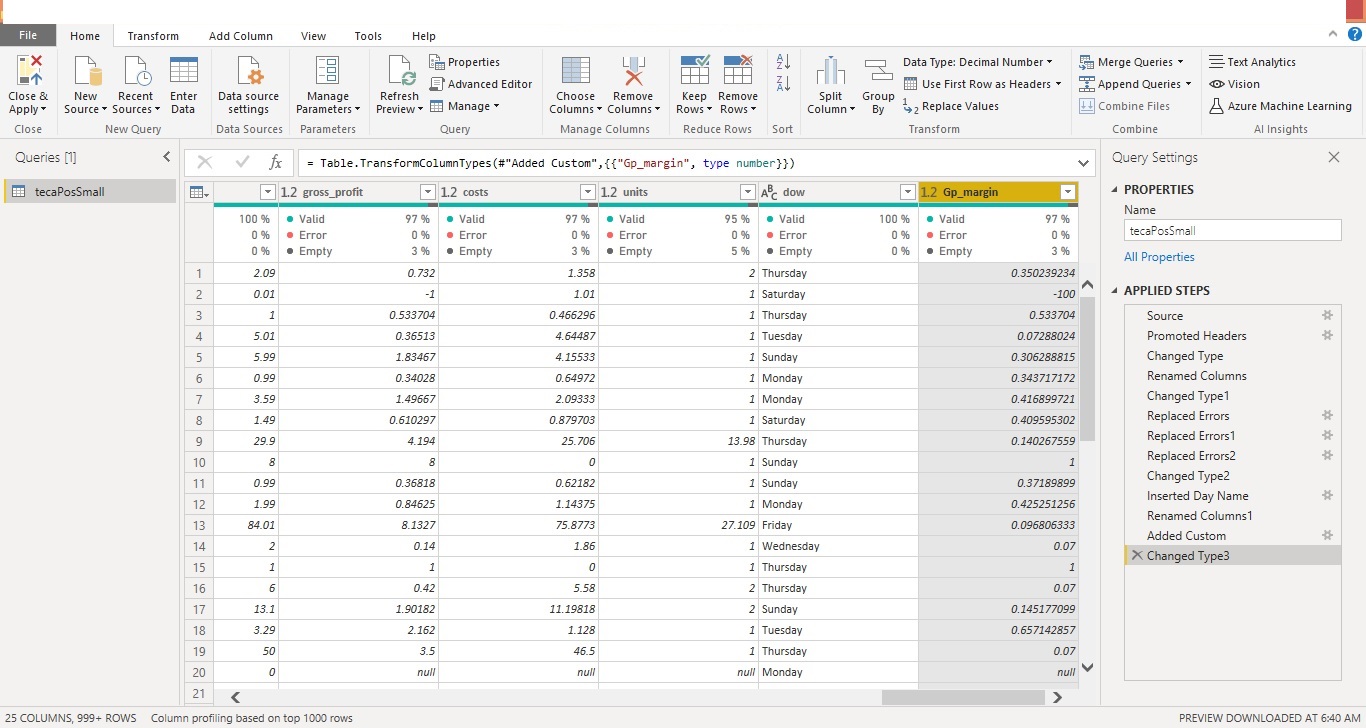 File Home Transform Add Column View Tools Help
Close & Apply
New Source
Recent Sources
Enter Data
Data source settings
Manage Parameters
Refresh Preview
Properties
Advanced Editor
Manage
Choose Columns
Remove Columns
Keep Rows
Remove Rows
Split Column
Group By
Data Type: Decimal Number
Use First Row as Headers
Replace Values
Merge Queries
Append Queries
Combine Files
Text Analytics
Vision
Azure Machine Learning
Close New Query Data Sources Parameters Query Manage Columns Reduce Rows Sort Transform Combine AI Insights
Queries [1]
tecaPosSmall
fx = Table.TransformColumnTypes(#"Added Custom",{{"Gp_margin", type number}})
1.2 gross_profit 1.2 costs 1.2 units ABC dow 1.2 Gp_margin
100 % Valid 97 % Valid 97 % Valid 95 % Valid 100 % Valid 97 %
0 % Error 0 % Error 0 % Error 0 % Error 0 % Error 0 %
0 % Empty 3 % Empty 3 % Empty 5 % Empty 0 % Empty 3 %
1 2.09 0.732 1.358 2 Thursday 0.350239234
2 0.01 -1 1.01 1 Saturday -100
3 1 0.533704 0.466296 1 Thursday 0.533704
4 5.01 0.36513 4.64487 1 Tuesday 0.07288024
5 5.99 1.83467 4.15533 1 Sunday 0.306288815
6 0.99 0.34028 0.64972 1 Monday 0.343717172
7 3.59 1.49667 2.09333 1 Monday 0.416899721
8 1.49 0.610297 0.879703 1 Saturday 0.409595302
9 29.9 4.194 25.706 13.98 Thursday 0.140267559
10 8 8 0 1 Sunday 1
11 0.99 0.36818 0.62182 1 Sunday 0.37189899
12 1.99 0.84625 1.14375 1 Monday 0.425251256
13 84.01 8.1327 75.8773 27.109 Friday 0.096806333
14 2 0.14 1.86 1 Wednesday 0.07
15 1 1 0 1 Thursday 1
16 6 0.42 5.58 2 Thursday 0.07
17 13.1 1.90182 11.19818 2 Sunday 0.145177099
18 3.29 2.162 1.128 1 Tuesday 0.657142857
19 50 3.5 46.5 1 Thursday 0.07
20 0 null null null Monday null
21
Query Settings
PROPERTIES
Name
tecaPosSmall
All Properties
APPLIED STEPS
Source
Promoted Headers
Changed Type
Renamed Columns
Changed Type1
Replaced Errors
Replaced Errors1
Replaced Errors2
Changed Type2
Inserted Day Name
Renamed Columns1
Added Custom
Changed Type3
25 COLUMNS, 999+ ROWS Column profiling based on top 1000 rows PREVIEW DOWNLOADED AT 6:40 AM